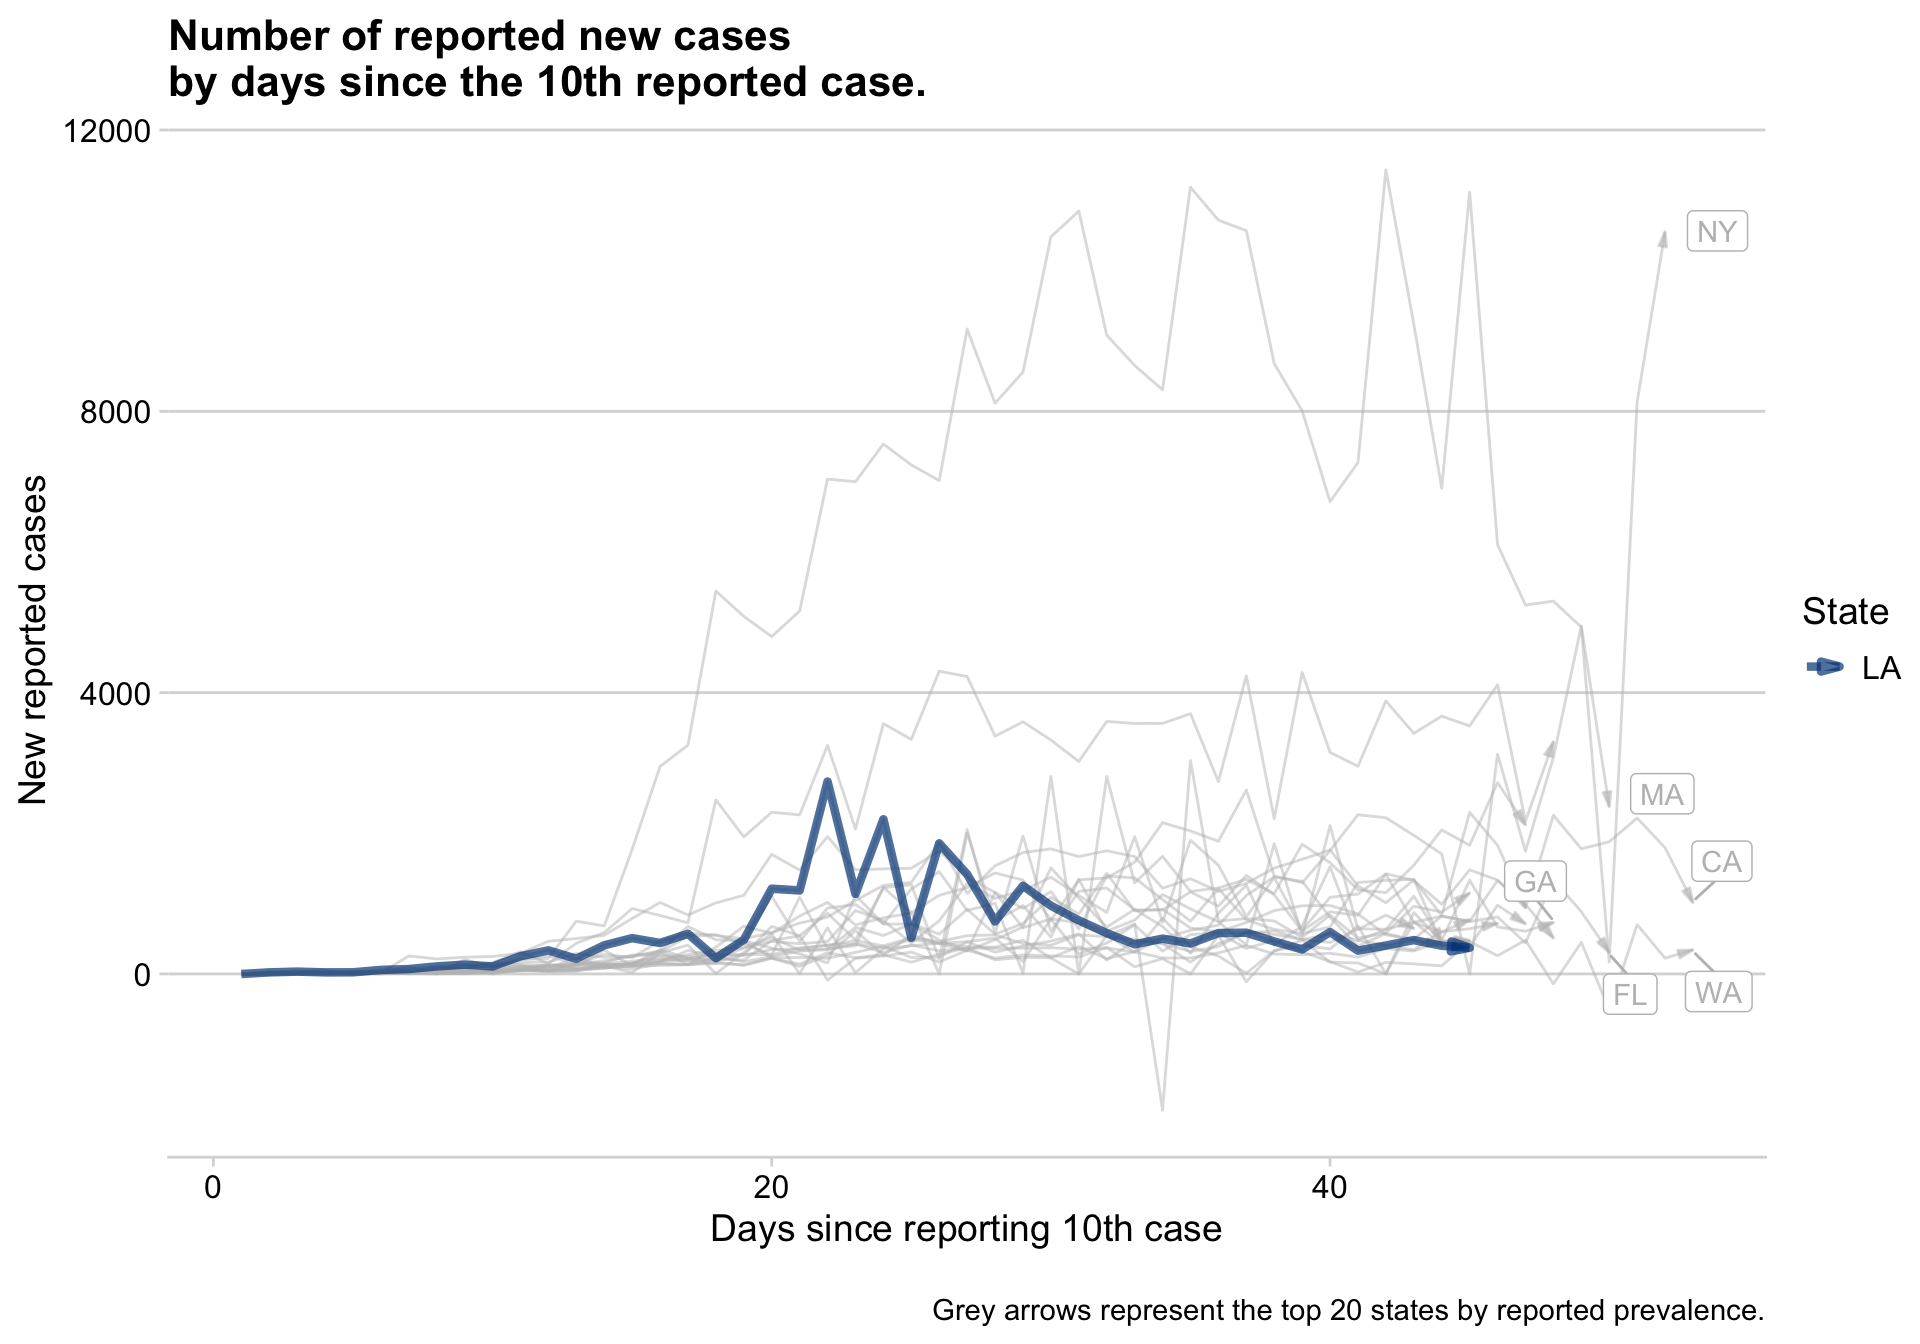 Number of reported new cases
by days since the 10th reported case.
12000
8000
4000
0
New reported cases
NY
MA
CA
GA
FL
WA
State
LA
0
20
40
Days since reporting 10th case
Grey arrows represent the top 20 states by reported prevalence.